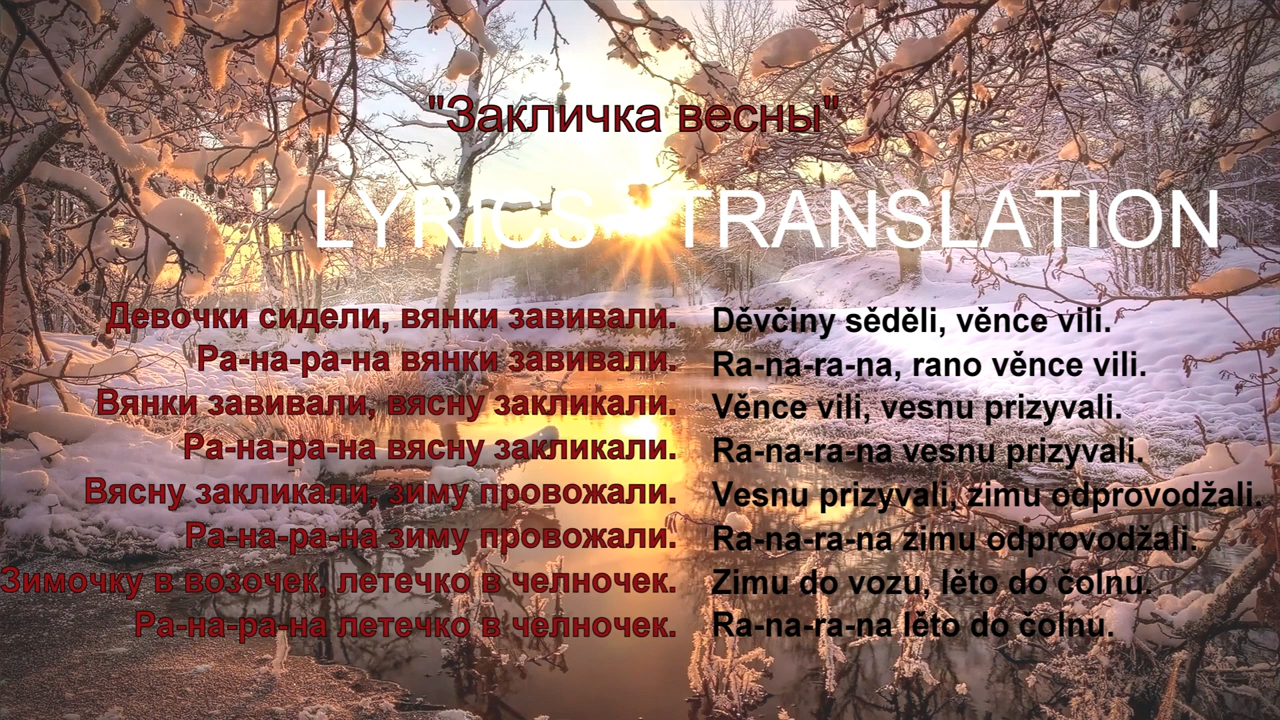 "Закличка весны"
LYRICS + TRANSLATION
Девочки сидели, вянки завивали.
Ра-на-ра-на вянки завивали.
Вянки завивали, вясну закликали.
Ра-на-ра-на вясну закликали.
Вясну закликали, зиму провожали.
Ра-на-ра-на зиму провожали.
Зимочку в возочек, летечко в челночек.
Ра-на-ра-на летечко в челночек.
Děvčiny sěděli, věnce vili.
Ra-na-ra-na, rano věnce vili.
Věnce vili, vesnu prizyvali.
Ra-na-ra-na vesnu prizyvali.
Vesnu prizyvali, zimu odprovodžali.
Ra-na-ra-na zimu odprovodžali.
Zimu do vozu, lěto do čolnu.
Ra-na-ra-na lěto do čolnu.